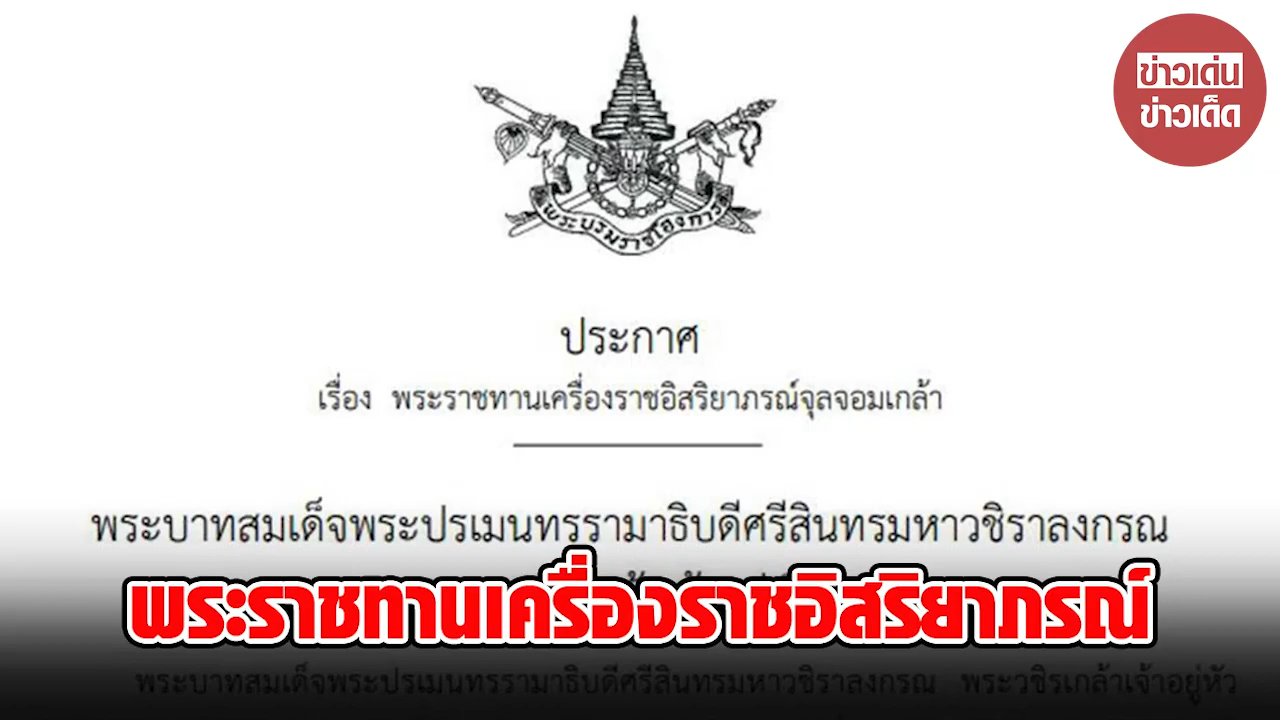 ข่าวเด่น
ข่าวเด็ด
พระบรมราชโองการ
ประกาศ
เรื่อง พระราชทานเครื่องราชอิสริยาภรณ์จุลจอมเกล้า
พระบาทสมเด็จพระปรเมนทรรามาธิบดีศรีสินทรมหาวชิราลงกรณ
พระราชทานเครื่องราชอิสริยาภรณ์
พระบาทสมเด็จพระปรเมนทรรามาธิบดีศรีสินทรมหาวชิราลงกรณ พระวชิรเกล้าเจ้าอยู่หัว